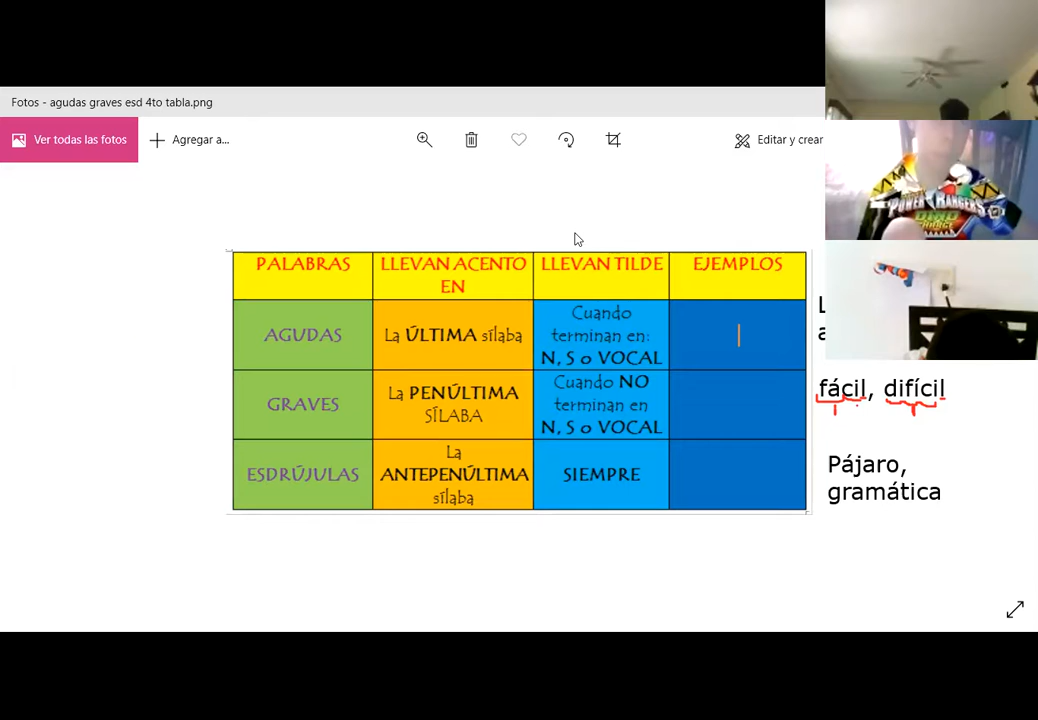 Fotos - agudas graves esd 4to tabla.png
Ver todas las fotos
Agregar a...
Editar y crear
PALABRAS
LLEVAN ACENTO
EN
LLEVAN TILDE
EJEMPLOS
AGUDAS
La ÚLTIMA sílaba
Cuando
terminan en:
N, S o VOCAL
GRAVES
La PENÚLTIMA
SÍLABA
Cuando NO
terminan en
N, S o VOCAL
fácil, difícil
ESDRÚJULAS
La
ANTEPENÚLTIMA
sílaba
SIEMPRE
Pájaro,
gramática
POWER RANGERS
DINO